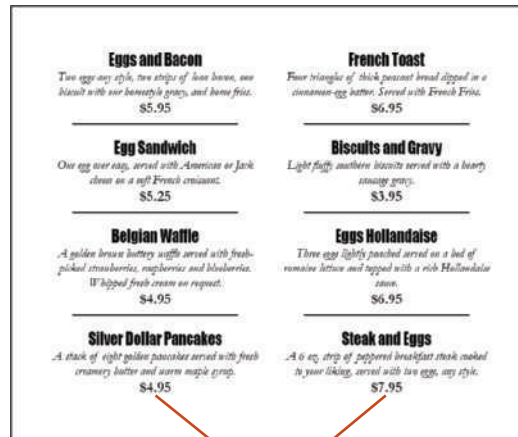 Eggs and Bacon
Two eggs any style, two strips of lean bacon, one
biscuit with our homestyle gravy, and home fries.
$5.95
Egg Sandwich
One egg over easy, served with American or Jack
cheese on a soft French croissant.
$5.25
Belgian Waffle
A golden brown buttery waffle served with fresh-
picked strawberries, raspberries and blueberries.
Whipped fresh cream on request.
$4.95
Silver Dollar Pancakes
A stack of eight golden pancakes served with fresh
creamery butter and warm maple syrup.
$4.95
French Toast
Four triangles of thick peasant bread dipped in a
cinnamon-egg batter. Served with French Fries.
$6.95
Biscuits and Gravy
Light fluffy southern biscuits served with a hearty
sausage gravy.
$3.95
Eggs Hollandaise
Three eggs lightly poached served on a bed of
romaine lettuce and topped with a rich Hollandaise
sauce.
$6.95
Steak and Eggs
A 6 oz. strip of peppered breakfast steak cooked
to your liking, served with two eggs, any style.
$7.95